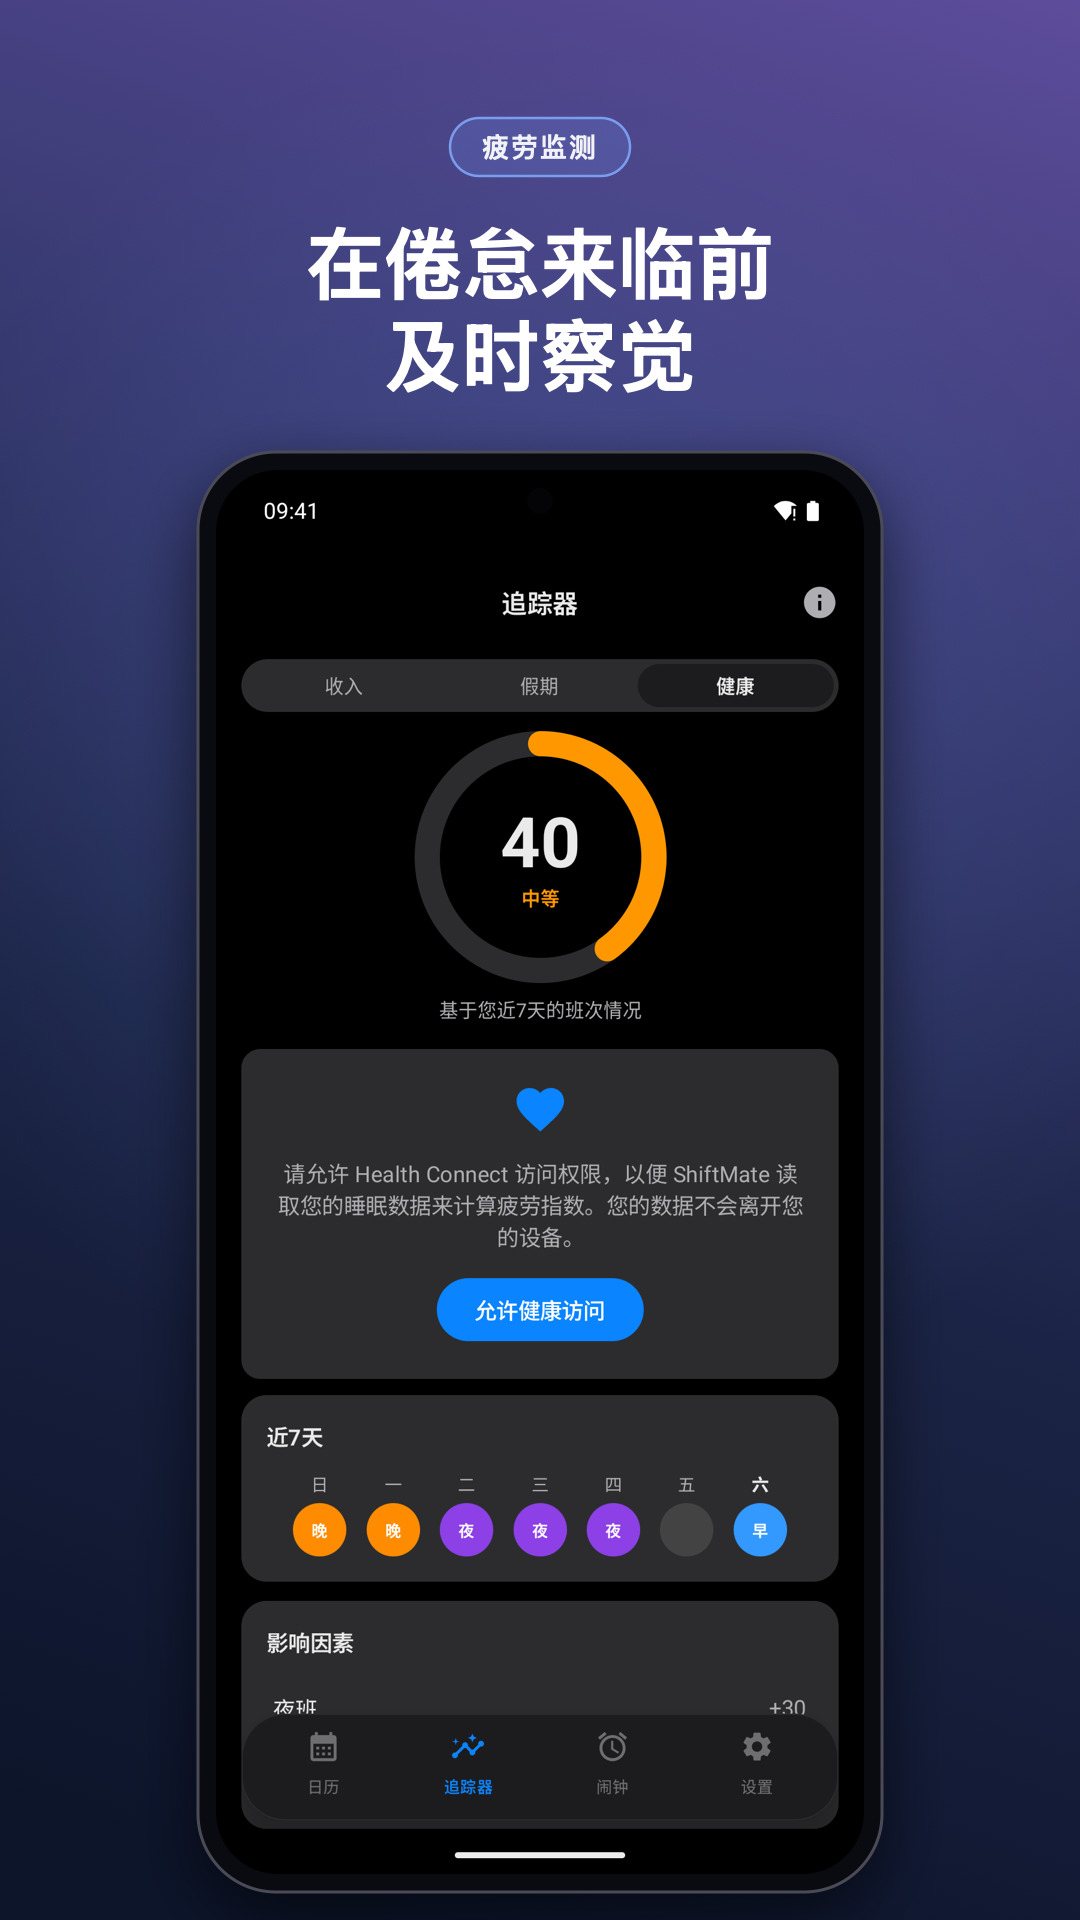 疲劳监测
在倦怠来临前
及时察觉
09:41
追踪器
收入 假期 健康
40
中等
基于您近7天的班次情况
请允许 Health Connect 访问权限，以便 ShiftMate 读
取您的睡眠数据来计算疲劳指数。您的数据不会离开您
的设备。
允许健康访问
近7天
日 一 二 三 四 五 六
晚 晚 夜 夜 夜 早
影响因素
夜班 +30
日历 追踪器 闹钟 设置